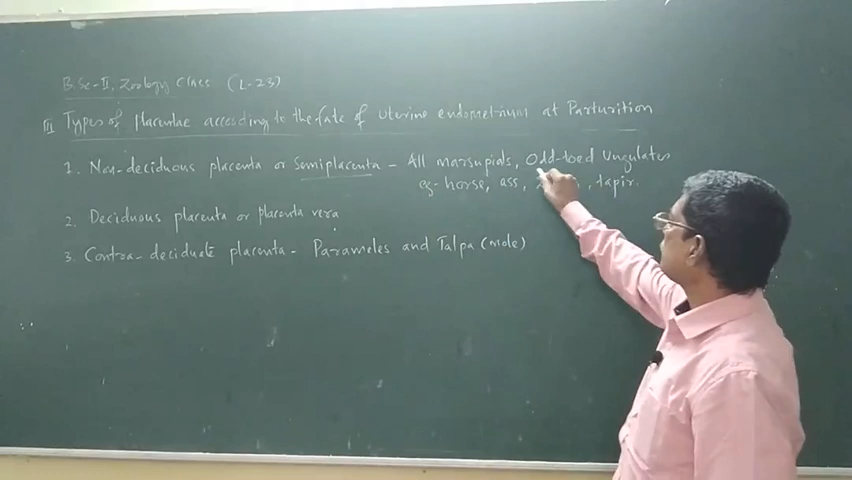 B.Sc-II, Zoology Class (L-23)
III Types of placentae according to the fate of uterine endometrium at Parturition
1. Non-deciduous placenta or Semiplacenta - All marsupials, Odd-toed Ungulates
eg- horse, ass, , tapir.
2. Deciduous placenta or placenta vera
3. Contra-deciduate placenta - Parameles and Talpa (mole)